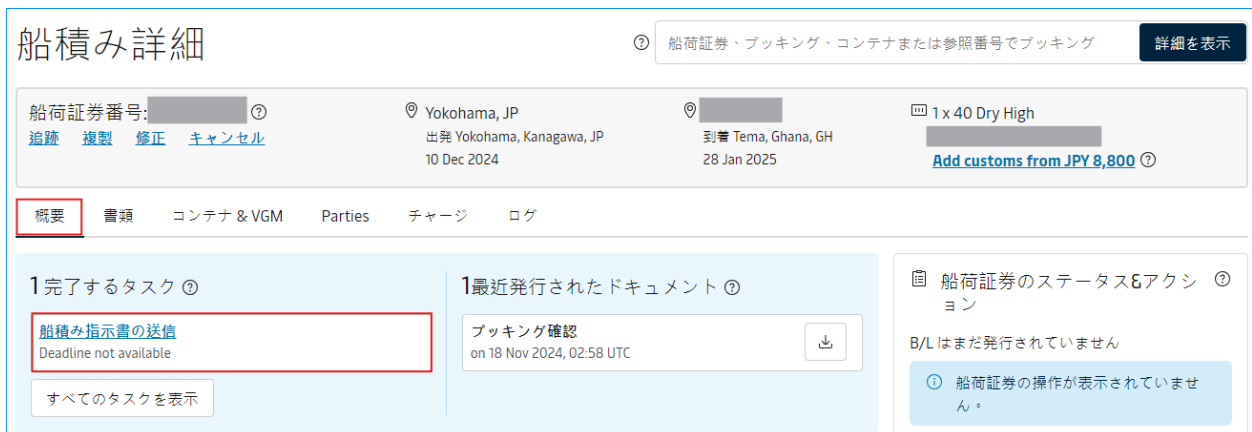 船積み詳細
船荷証券、ブッキング、コンテナまたは参照番号でブッキング
詳細を表示
船荷証券番号:
追跡 複製 修正 キャンセル
Yokohama, JP
出発 Yokohama, Kanagawa, JP
10 Dec 2024
到着 Tema, Ghana, GH
28 Jan 2025
1 x 40 Dry High
Add customs from JPY 8,800
概要 書類 コンテナ & VGM Parties チャージ ログ
1完了するタスク
船積み指示書の送信
Deadline not available
すべてのタスクを表示
1最近発行されたドキュメント
ブッキング確認
on 18 Nov 2024, 02:58 UTC
船荷証券のステータス&アクシ
ョン
B/L はまだ発行されていません
船荷証券の操作が表示されていませ
ん。